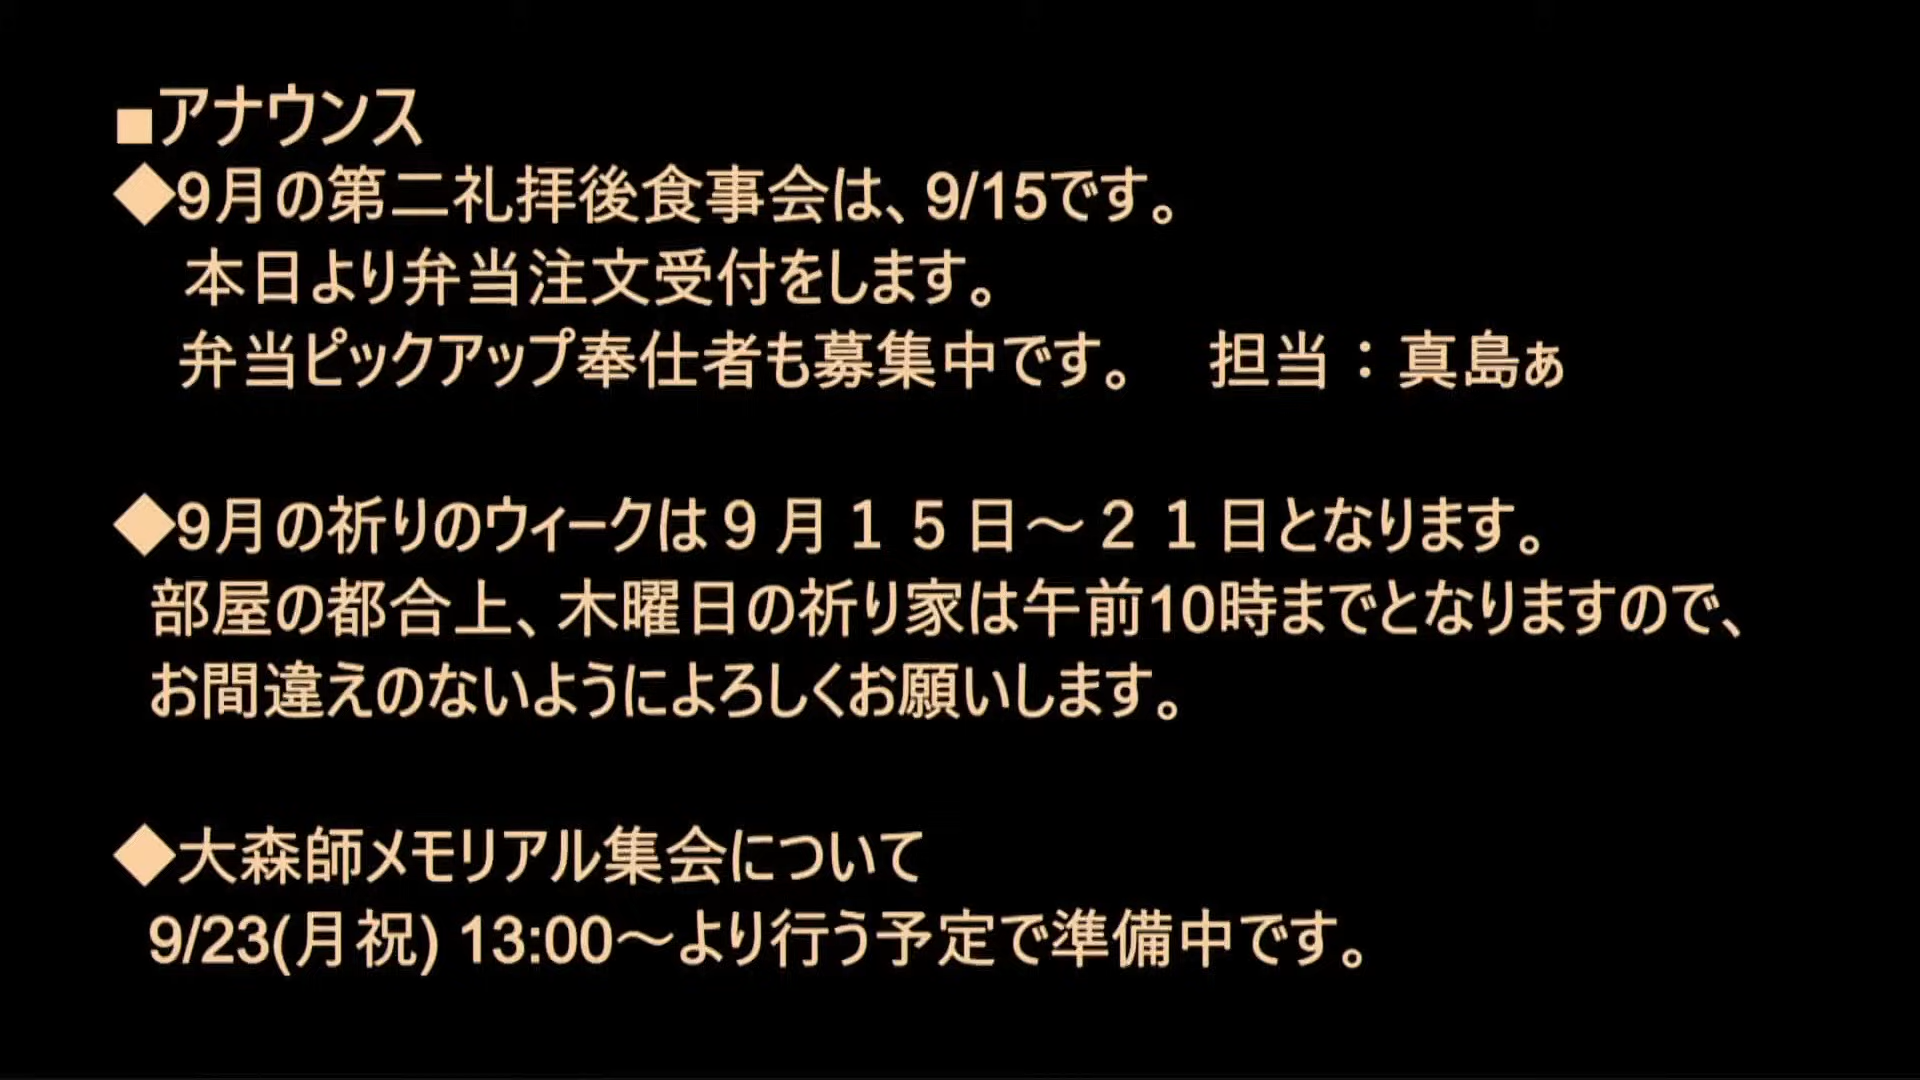 ■アナウンス
◆9月の第二礼拝後食事会は、9/15です。
本日より弁当注文受付をします。
弁当ピックアップ奉仕者も募集中です。　担当：真島ぁ
◆9月の祈りのウィークは９月１５日～２１日となります。
部屋の都合上、木曜日の祈り家は午前10時までとなりますので、
お間違えのないようによろしくお願いします。
◆大森師メモリアル集会について
9/23(月祝) 13:00～より行う予定で準備中です。